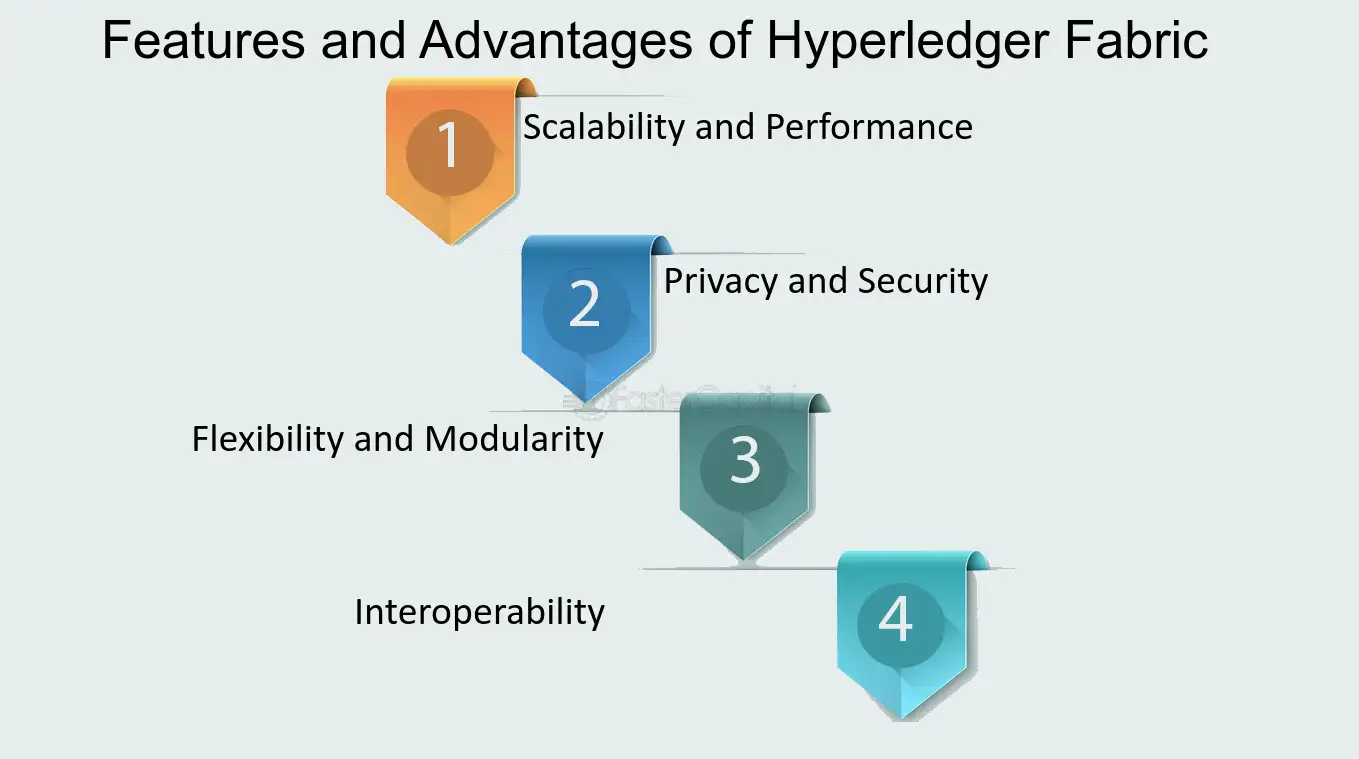 Features and Advantages of Hyperledger Fabric
1
Scalability and Performance
2
Privacy and Security
FasterCapital
3
Flexibility and Modularity
4
Interoperability